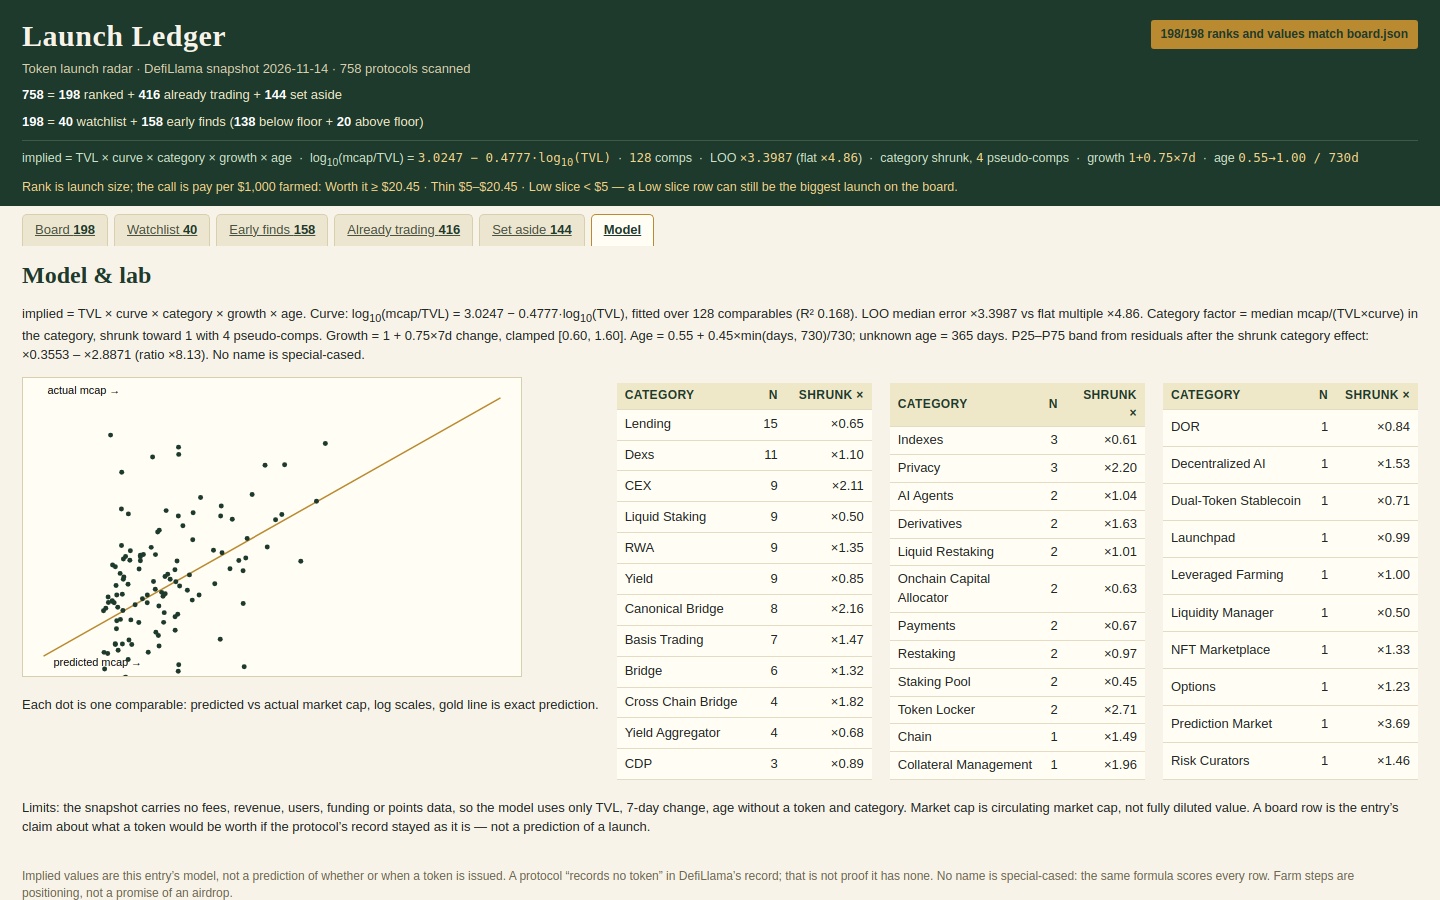 Launch Ledger
198/198 ranks and values match board.json
Token launch radar · DefiLlama snapshot 2026-11-14 · 758 protocols scanned
758 = 198 ranked + 416 already trading + 144 set aside
198 = 40 watchlist + 158 early finds (138 below floor + 20 above floor)
implied = TVL × curve × category × growth × age · log10(mcap/TVL) = 3.0247 − 0.4777·log10(TVL) · 128 comps · LOO ×3.3987 (flat ×4.86) · category shrunk, 4 pseudo-comps · growth 1+0.75×7d · age 0.55→1.00 / 730d
Rank is launch size; the call is pay per $1,000 farmed: Worth it ≥ $20.45 · Thin $5–$20.45 · Low slice < $5 — a Low slice row can still be the biggest launch on the board.
Board 198
Watchlist 40
Early finds 158
Already trading 416
Set aside 144
Model
Model & lab
implied = TVL × curve × category × growth × age. Curve: log10(mcap/TVL) = 3.0247 − 0.4777·log10(TVL), fitted over 128 comparables (R² 0.168). LOO median error ×3.3987 vs flat multiple ×4.86. Category factor = median mcap/(TVL×curve) in
the category, shrunk toward 1 with 4 pseudo-comps. Growth = 1 + 0.75×7d change, clamped [0.60, 1.60]. Age = 0.55 + 0.45×min(days, 730)/730; unknown age = 365 days. P25–P75 band from residuals after the shrunk category effect:
×0.3553 – ×2.8871 (ratio ×8.13). No name is special-cased.
actual mcap →
predicted mcap →
Each dot is one comparable: predicted vs actual market cap, log scales, gold line is exact prediction.
CATEGORY N SHRUNK ×
Lending 15 ×0.65
Dexs 11 ×1.10
CEX 9 ×2.11
Liquid Staking 9 ×0.50
RWA 9 ×1.35
Yield 9 ×0.85
Canonical Bridge 8 ×2.16
Basis Trading 7 ×1.47
Bridge 6 ×1.32
Cross Chain Bridge 4 ×1.82
Yield Aggregator 4 ×0.68
CDP 3 ×0.89
CATEGORY N SHRUNK
×
Indexes 3 ×0.61
Privacy 3 ×2.20
AI Agents 2 ×1.04
Derivatives 2 ×1.63
Liquid Restaking 2 ×1.01
Onchain Capital
Allocator 2 ×0.63
Payments 2 ×0.67
Restaking 2 ×0.97
Staking Pool 2 ×0.45
Token Locker 2 ×2.71
Chain 1 ×1.49
Collateral Management 1 ×1.96
CATEGORY N SHRUNK ×
DOR 1 ×0.84
Decentralized AI 1 ×1.53
Dual-Token Stablecoin 1 ×0.71
Launchpad 1 ×0.99
Leveraged Farming 1 ×1.00
Liquidity Manager 1 ×0.50
NFT Marketplace 1 ×1.33
Options 1 ×1.23
Prediction Market 1 ×3.69
Risk Curators 1 ×1.46
Limits: the snapshot carries no fees, revenue, users, funding or points data, so the model uses only TVL, 7-day change, age without a token and category. Market cap is circulating market cap, not fully diluted value. A board row is the entry’s
claim about what a token would be worth if the protocol’s record stayed as it is — not a prediction of a launch.
Implied values are this entry’s model, not a prediction of whether or when a token is issued. A protocol “records no token” in DefiLlama’s record; that is not proof it has none. No name is special-cased: the same formula scores every row. Farm steps are
positioning, not a promise of an airdrop.